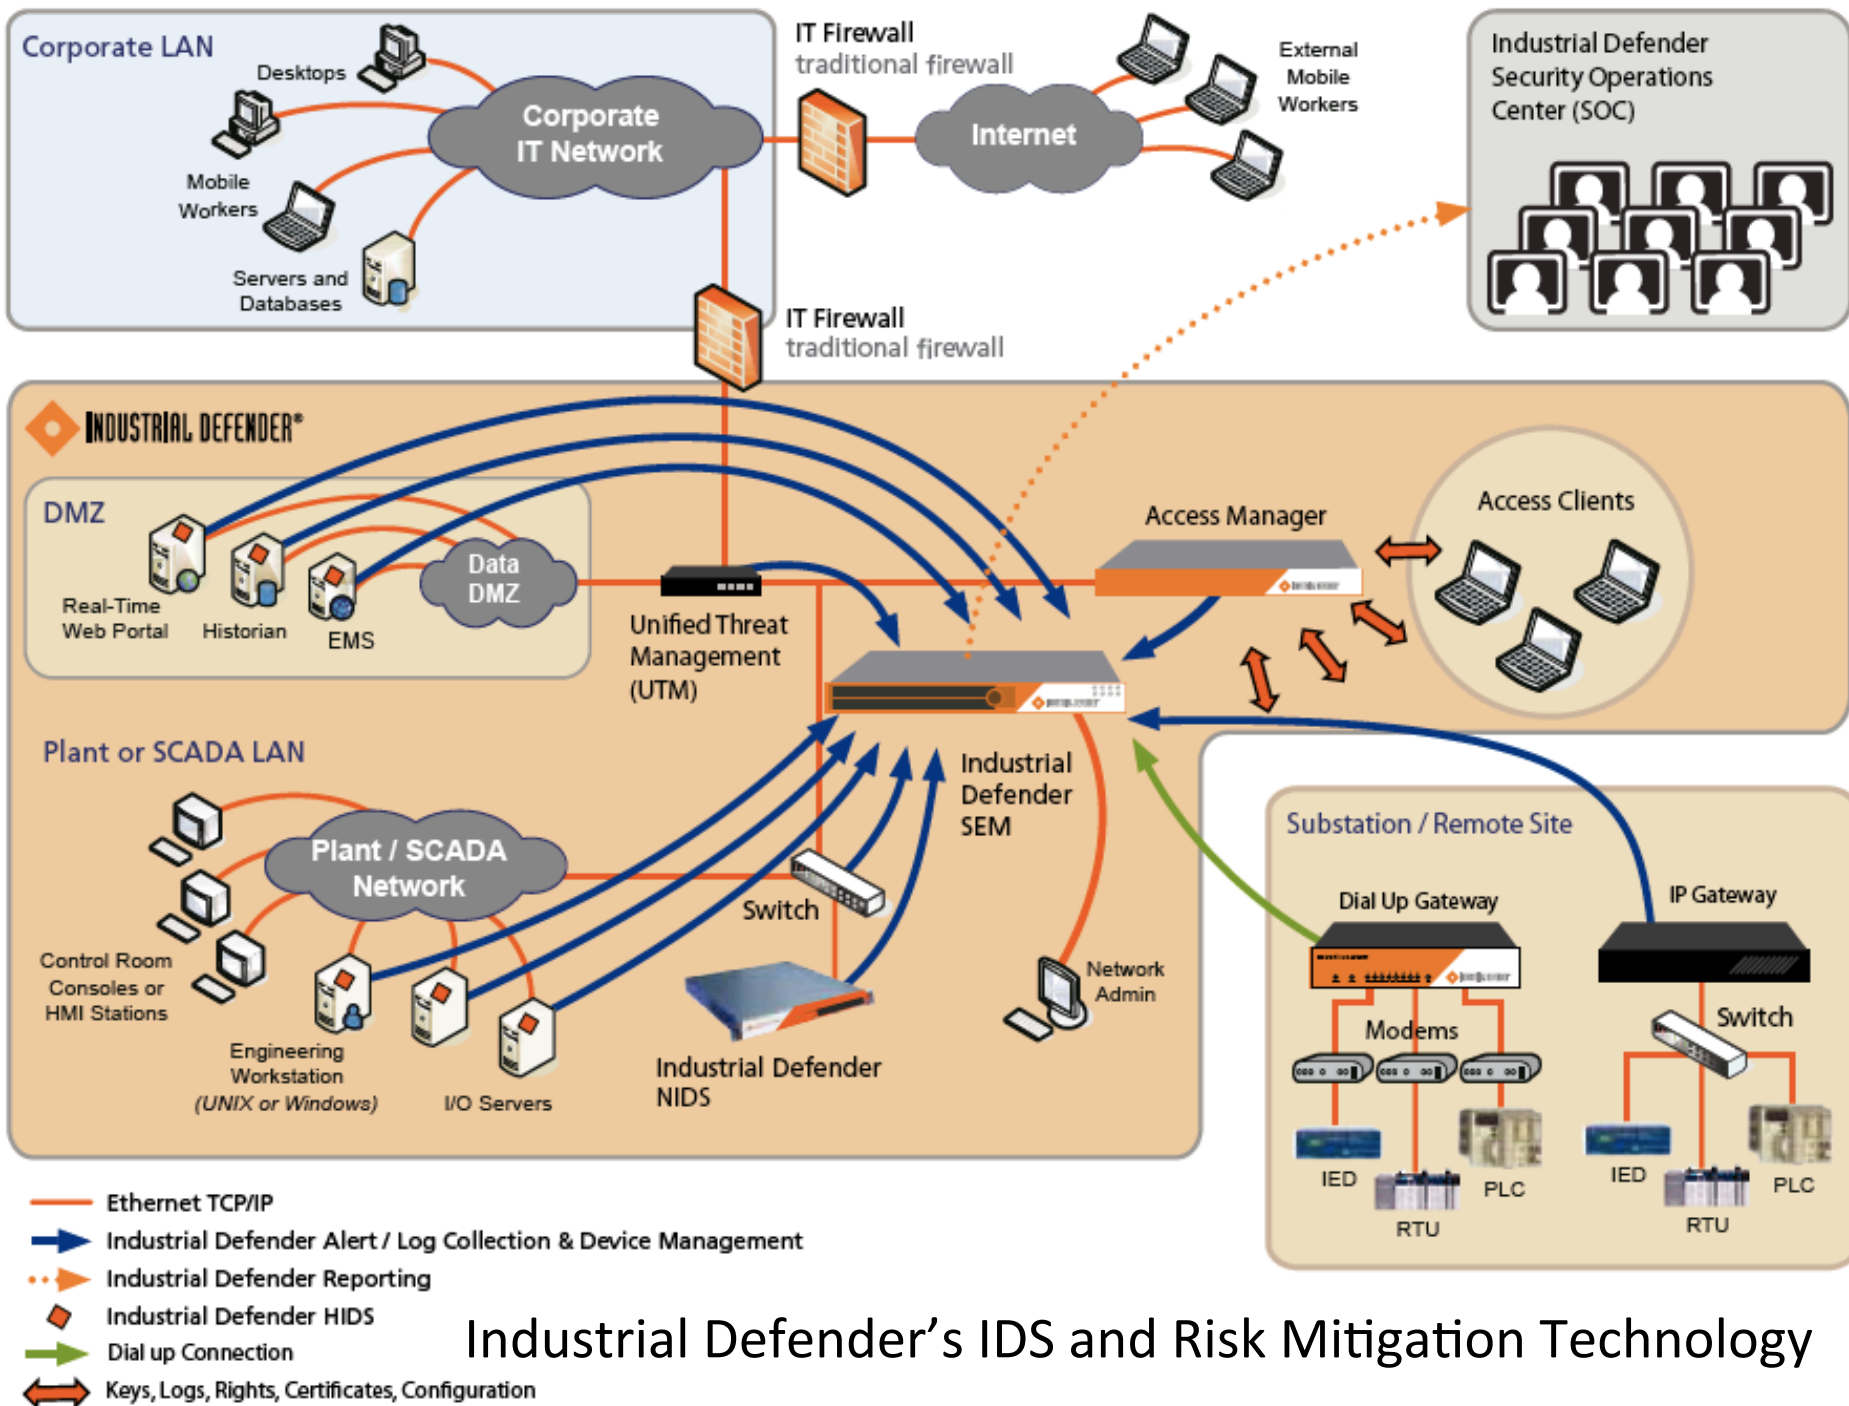 Corporate LAN
Desktops
Mobile
Workers
Servers and
Databases
Corporate
IT Network
IT Firewall
traditional firewall
Internet
External
Mobile
Workers
Industrial Defender
Security Operations
Center (SOC)
IT Firewall
traditional firewall
INDUSTRIAL DEFENDER®
DMZ
Real-Time
Web Portal
Historian
EMS
Data
DMZ
Unified Threat
Management
(UTM)
Access Manager
Access Clients
Industrial
Defender
SEM
Plant or SCADA LAN
Plant / SCADA
Network
Control Room
Consoles or
HMI Stations
Engineering
Workstation
(UNIX or Windows)
I/O Servers
Switch
Industrial Defender
NIDS
Network
Admin
Substation / Remote Site
Dial Up Gateway
IP Gateway
Modems
Switch
IED
RTU
PLC
IED
RTU
PLC
Ethernet TCP/IP
Industrial Defender Alert / Log Collection & Device Management
Industrial Defender Reporting
Industrial Defender HIDS
Dial up Connection
Keys, Logs, Rights, Certificates, Configuration
Industrial Defender’s IDS and Risk Mitigation Technology